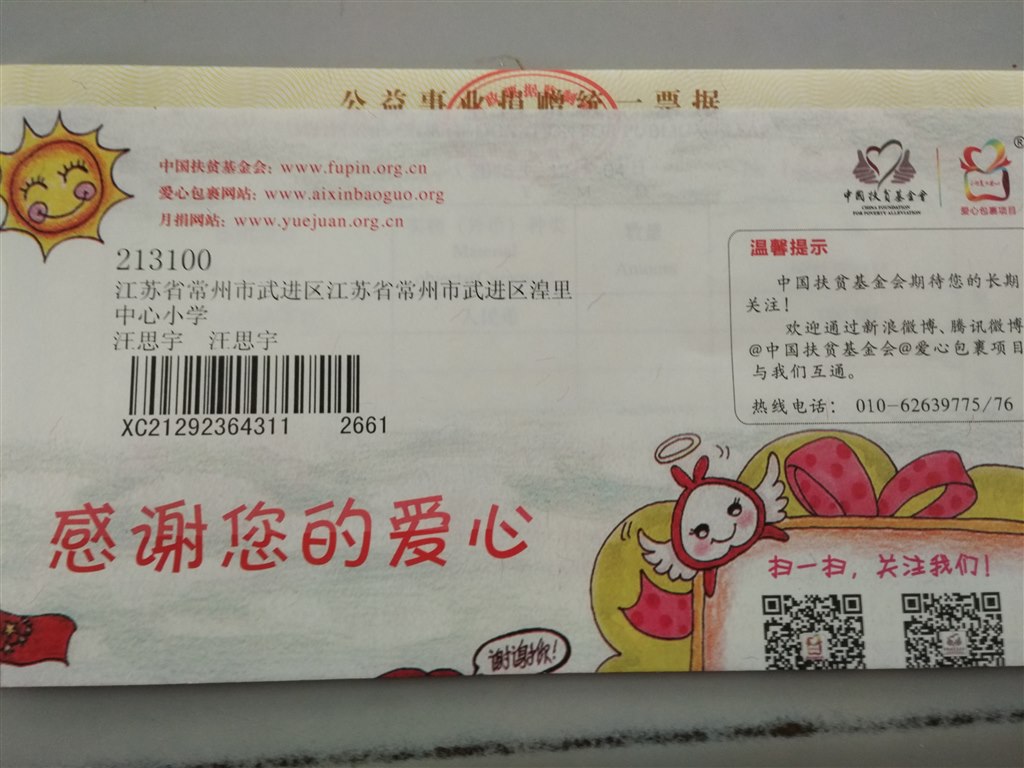 公益事业捐赠统一票据
中国扶贫基金会：www.fupin.org.cn
爱心包裹网站：www.aixinbaoguo.org
月捐网站：www.yuejuan.org.cn
中国扶贫基金会
CHINA FOUNDATION
FOR POVERTY ALLEVIATION
®
爱心包裹项目
213100
江苏省常州市武进区江苏省常州市武进区湟里
中心小学
汪思宇 汪思宇
XC21292364311 2661
温馨提示
中国扶贫基金会期待您的长期
关注！
欢迎通过新浪微博、腾讯微博
@中国扶贫基金会@爱心包裹项目
与我们互通。
热线电话： 010-62639775/76
感谢您的爱心
谢谢你！
扫一扫，关注我们！